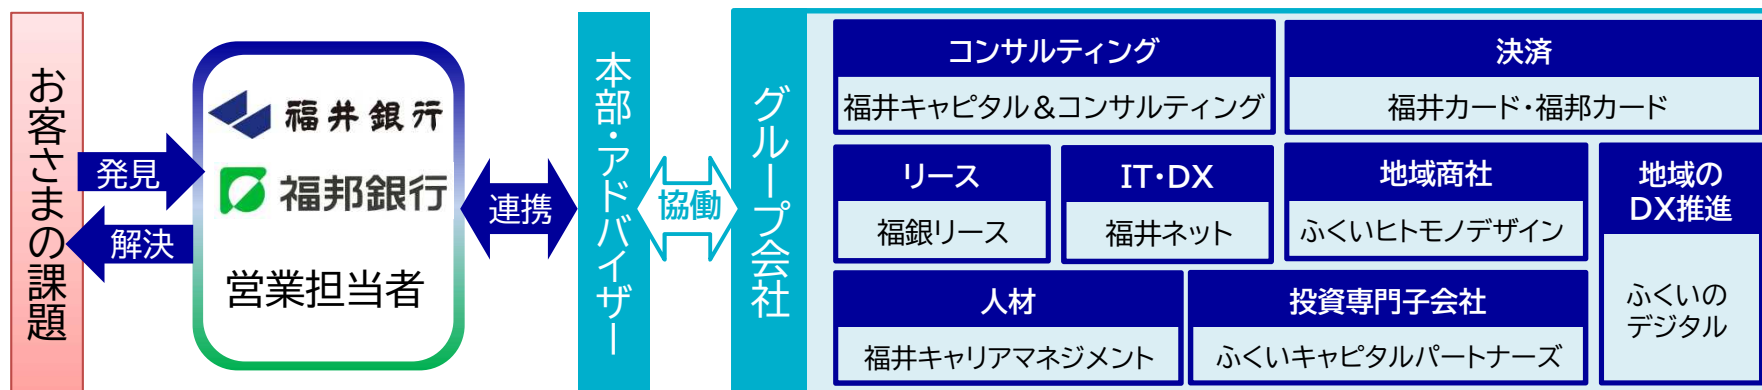 お客さまの課題
発見
解決
福井銀行
福邦銀行
営業担当者
連携
本部・アドバイザー
協働
グループ会社
コンサルティング
福井キャピタル＆コンサルティング
決済
福井カード・福邦カード
リース
福銀リース
IT・DX
福井ネット
地域商社
ふくいヒトモノデザイン
地域の
DX推進
ふくいの
デジタル
人材
福井キャリアマネジメント
投資専門子会社
ふくいキャピタルパートナーズ